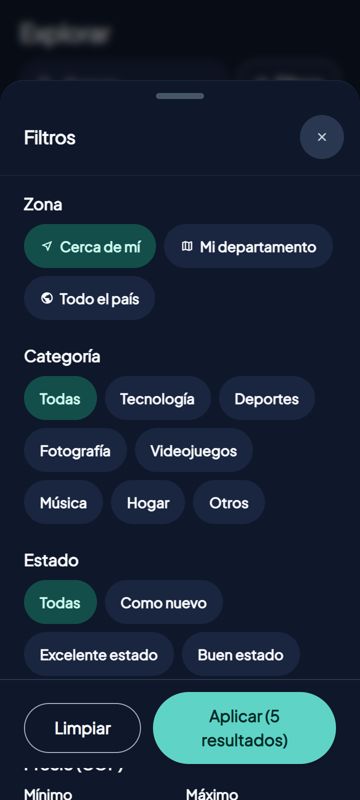 Explorar
Filtros
Zona
Cerca de mí
Mi departamento
Todo el país
Categoría
Todas
Tecnología
Deportes
Fotografía
Videojuegos
Música
Hogar
Otros
Estado
Todas
Como nuevo
Excelente estado
Buen estado
Limpiar
Aplicar (5
resultados)
Mínimo
Máximo